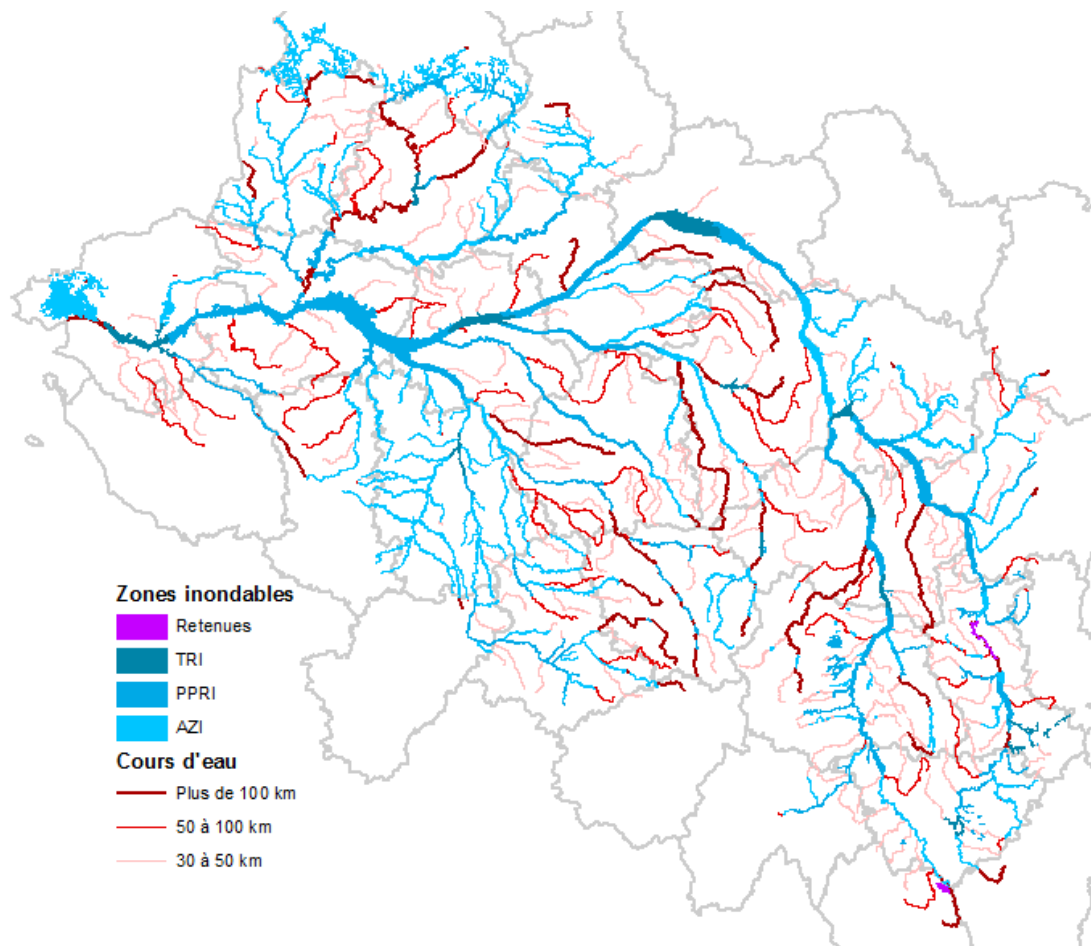 Zones inondables
Retenues
TRI
PPRI
AZI
Cours d'eau
Plus de 100 km
50 à 100 km
30 à 50 km